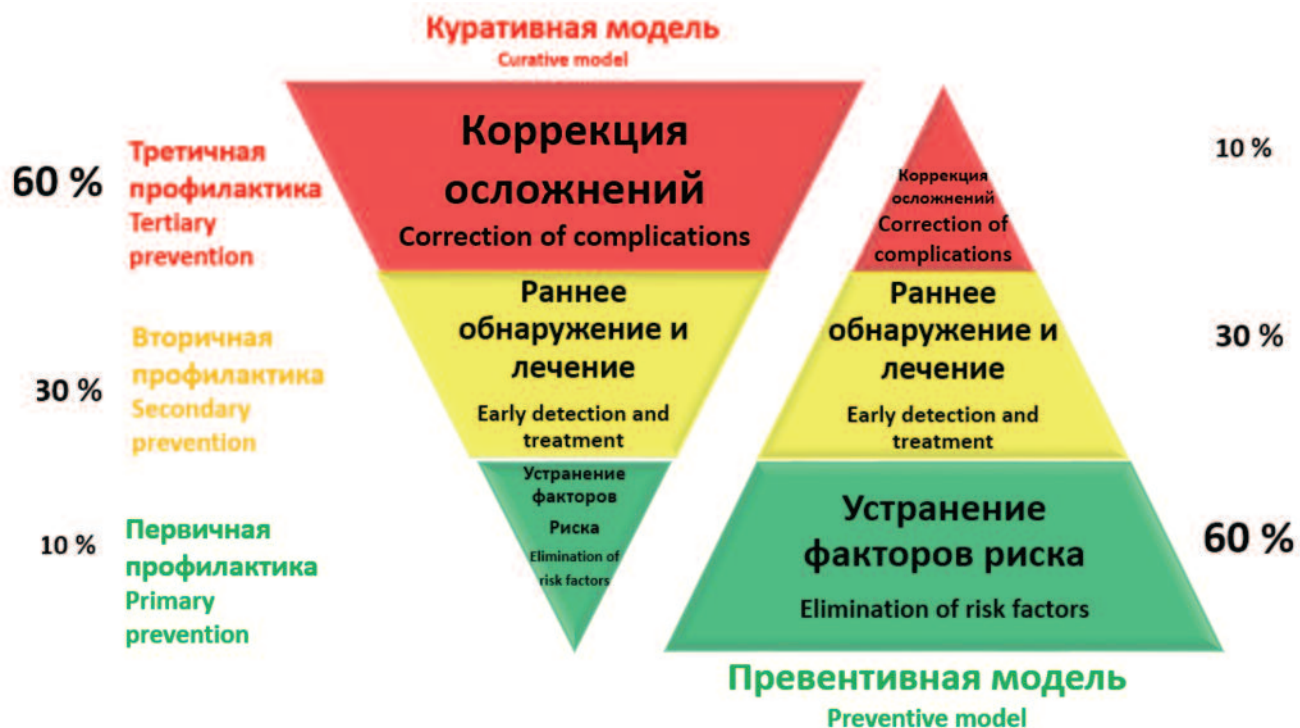 Куративная модель
Curative model
60 %
Третичная
профилактика
Tertiary
prevention
Коррекция
осложнений
Correction of complications
Коррекция
осложнений
Correction of
complications
10 %
30 %
Вторичная
профилактика
Secondary
prevention
Раннее
обнаружение и
лечение
Early detection and
treatment
Раннее
обнаружение и
лечение
Early detection and
treatment
30 %
10 %
Первичная
профилактика
Primary
prevention
Устранение
факторов
Риска
Elimination of
risk factors
Устранение
факторов риска
Elimination of risk factors
60 %
Превентивная модель
Preventive model